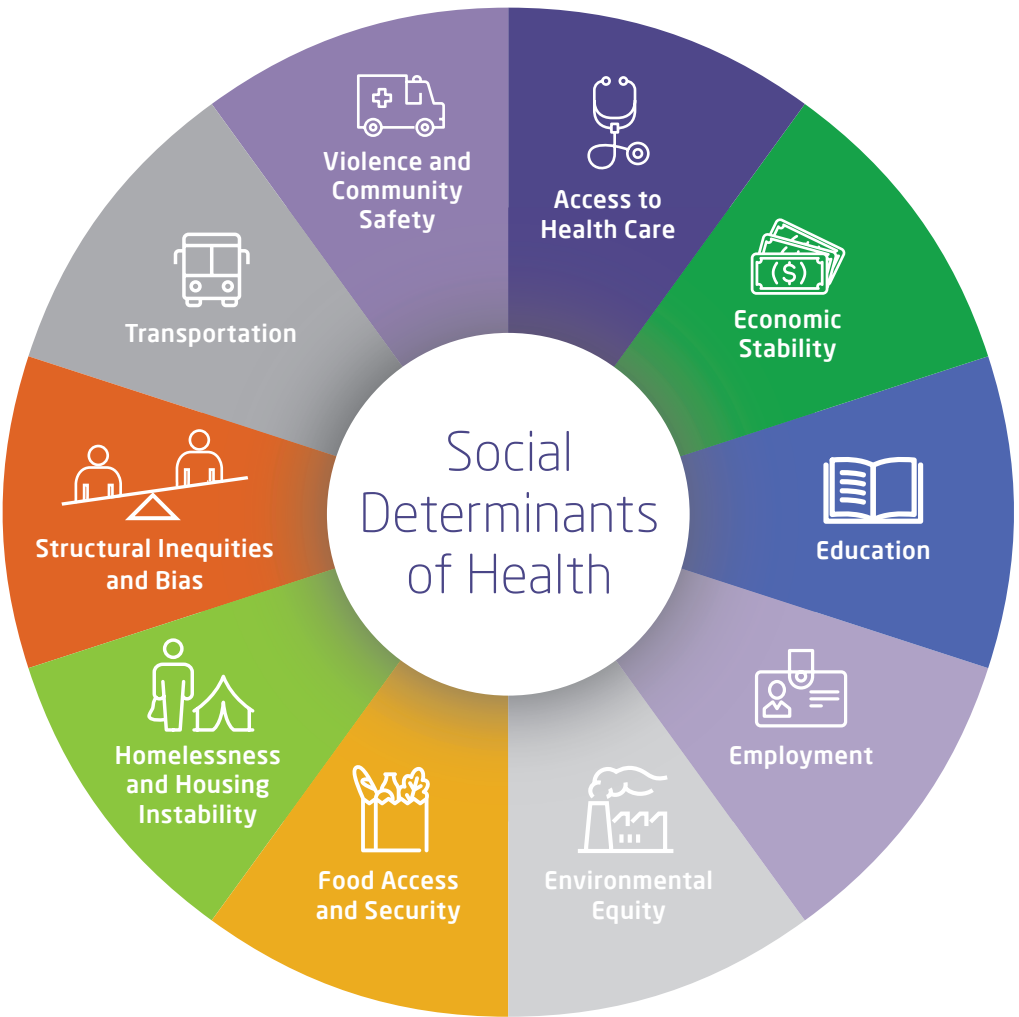 Social
Determinants
of Health
Access to
Health Care
Economic
Stability
Education
Employment
Environmental
Equity
Food Access
and Security
Homelessness
and Housing
Instability
Structural Inequities
and Bias
Transportation
Violence and
Community
Safety
($)